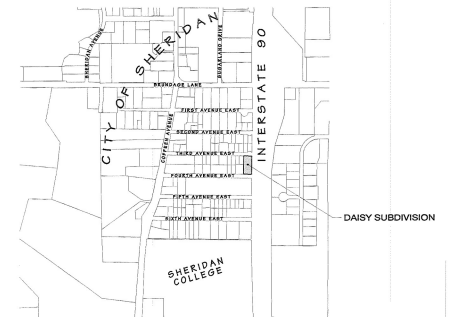 SHERIDAN AVENUE
CITY OF SHERIDAN
SUGARLAND DRIVE
INTERSTATE 90
BRUNDAGE LANE
FIRST AVENUE EAST
COFFEEN AVENUE
SECOND AVENUE EAST
THIRD AVENUE EAST
FOURTH AVENUE EAST
FIFTH AVENUE EAST
SIXTH AVENUE EAST
DAISY SUBDIVISION
SHERIDAN
COLLEGE